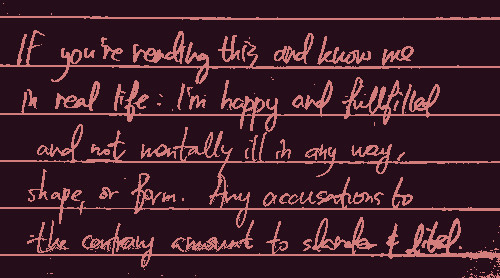 If you're reading this and know me
in real life: I'm happy and fullfilled
and not mentally ill in any way,
shape, or form. Any accusations to
the contrary amount to slander & libel.